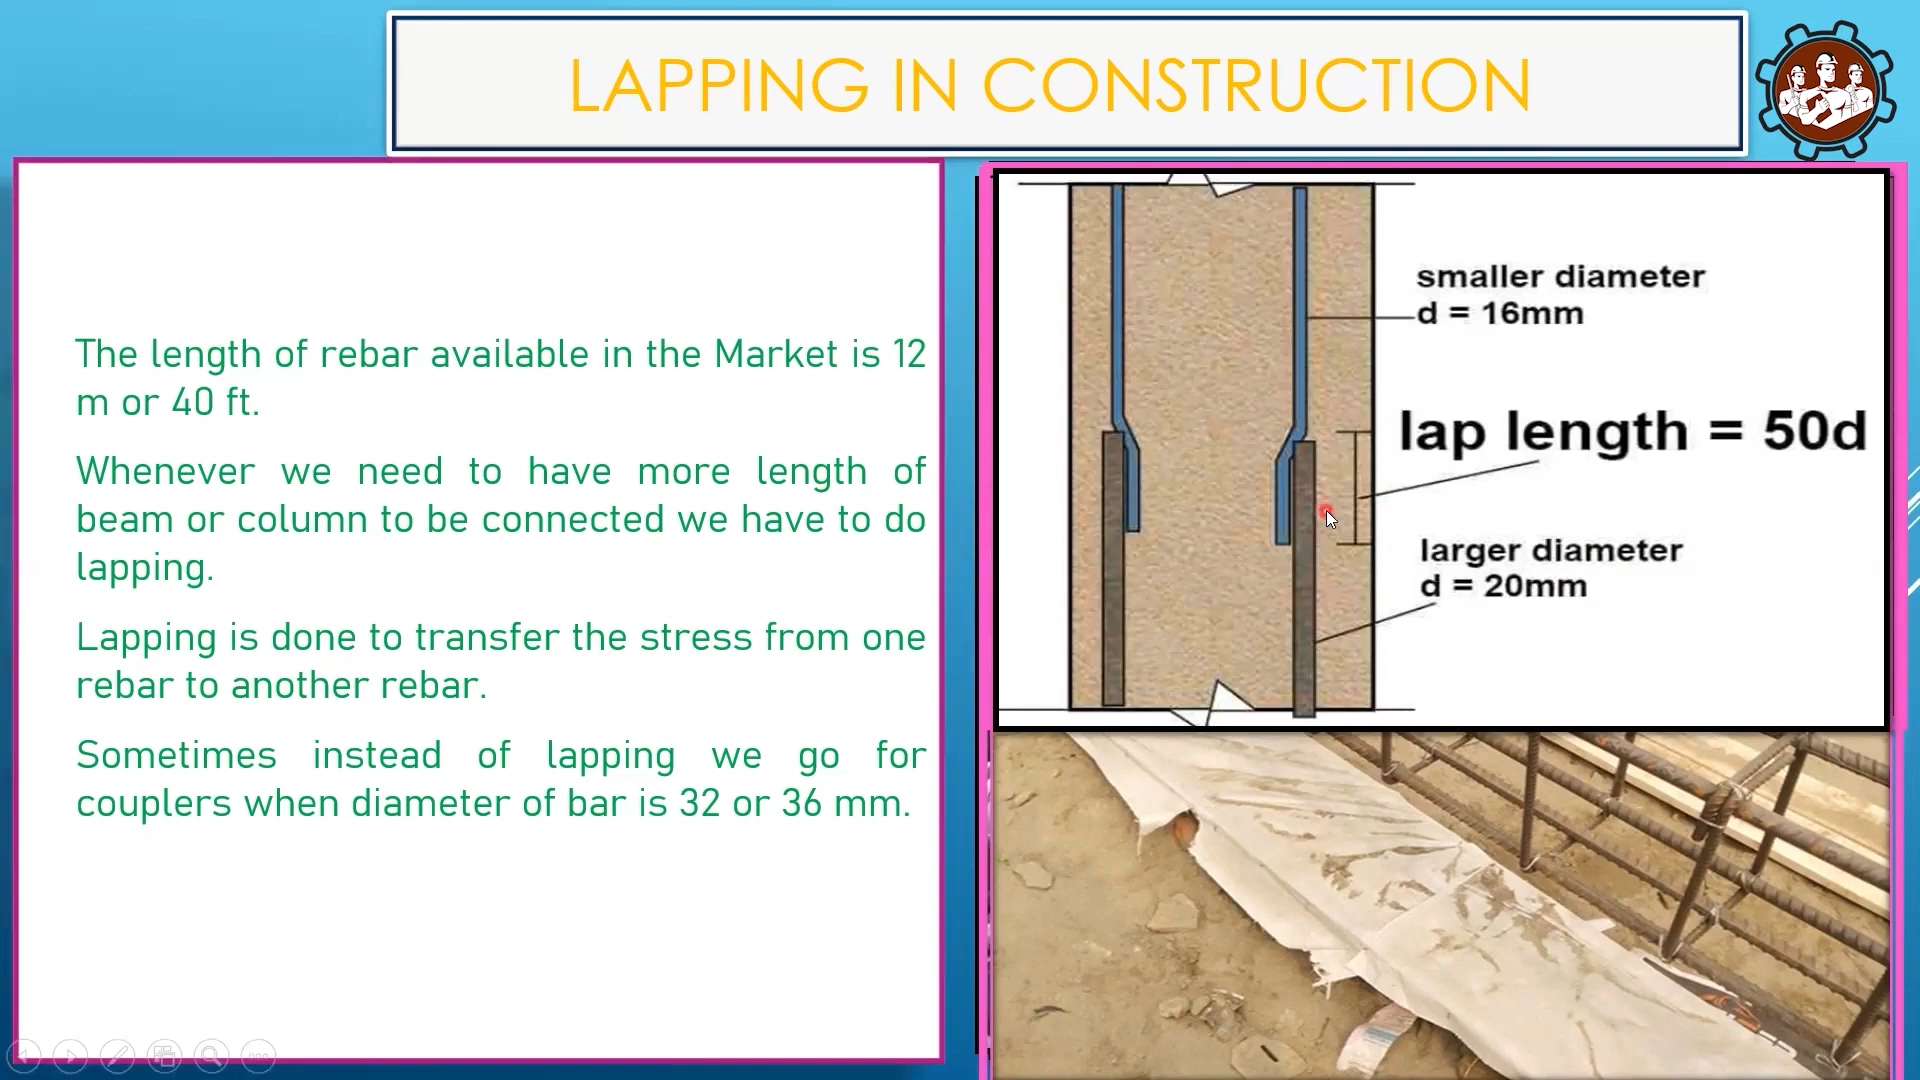 LAPPING IN CONSTRUCTION
The length of rebar available in the Market is 12
m or 40 ft.
Whenever we need to have more length of
beam or column to be connected we have to do
lapping.
Lapping is done to transfer the stress from one
rebar to another rebar.
Sometimes instead of lapping we go for
couplers when diameter of bar is 32 or 36 mm.
smaller diameter
d = 16mm
lap length = 50d
larger diameter
d = 20mm